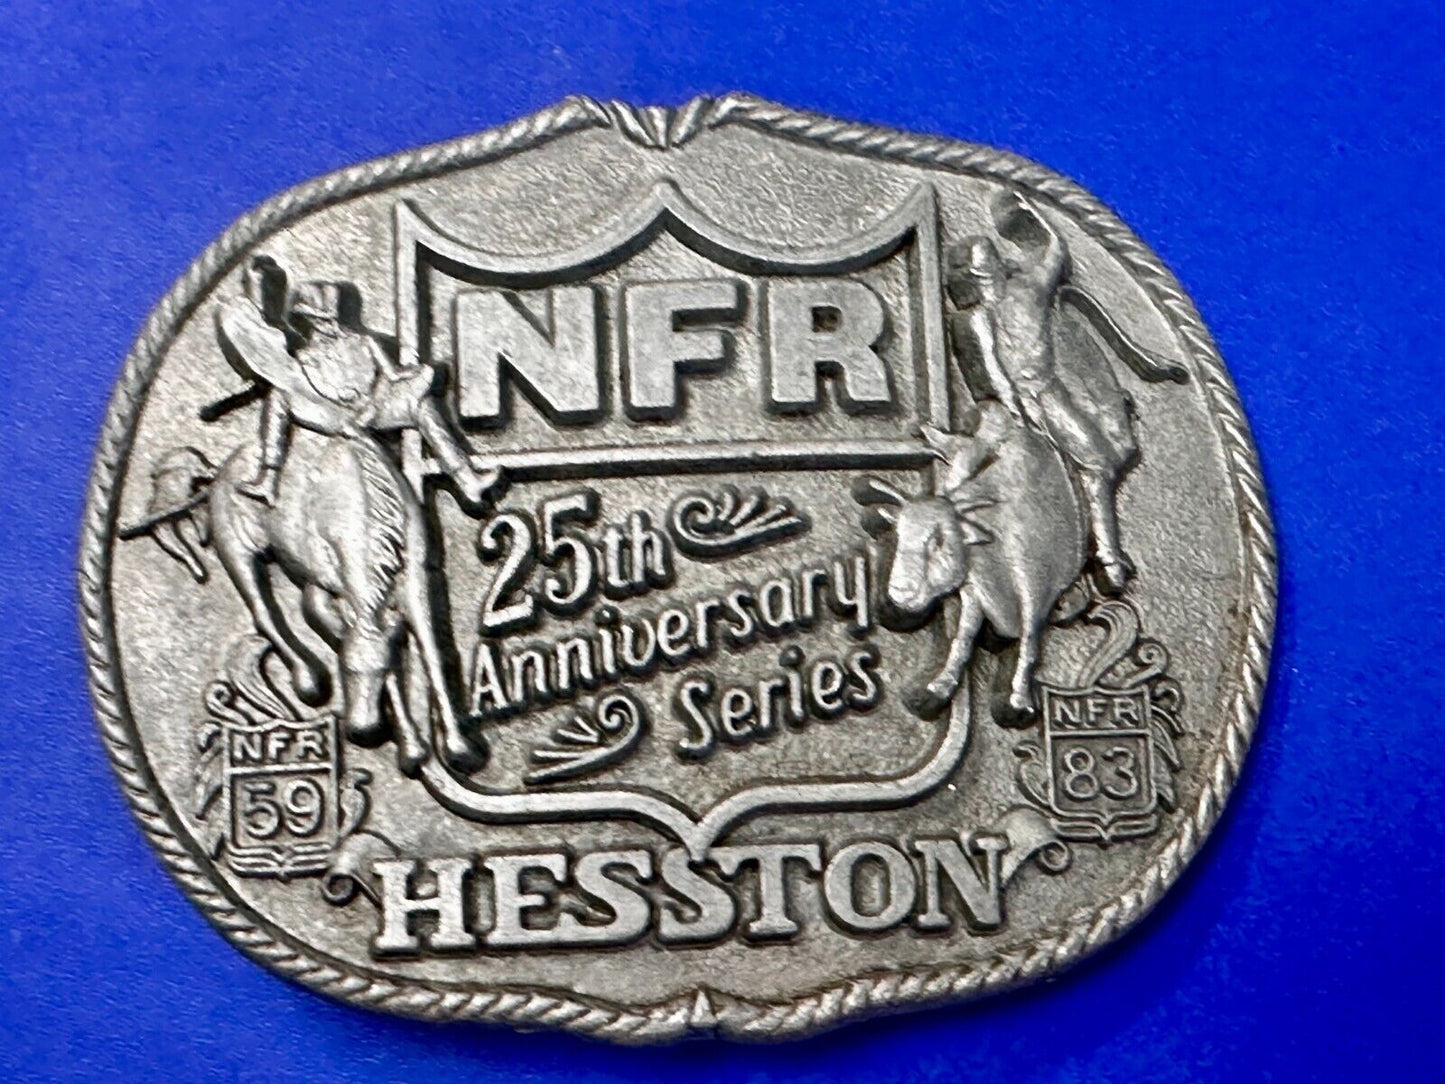 NFR
25th
Anniversary
Series
NFR
59
NFR
83
HESSTON